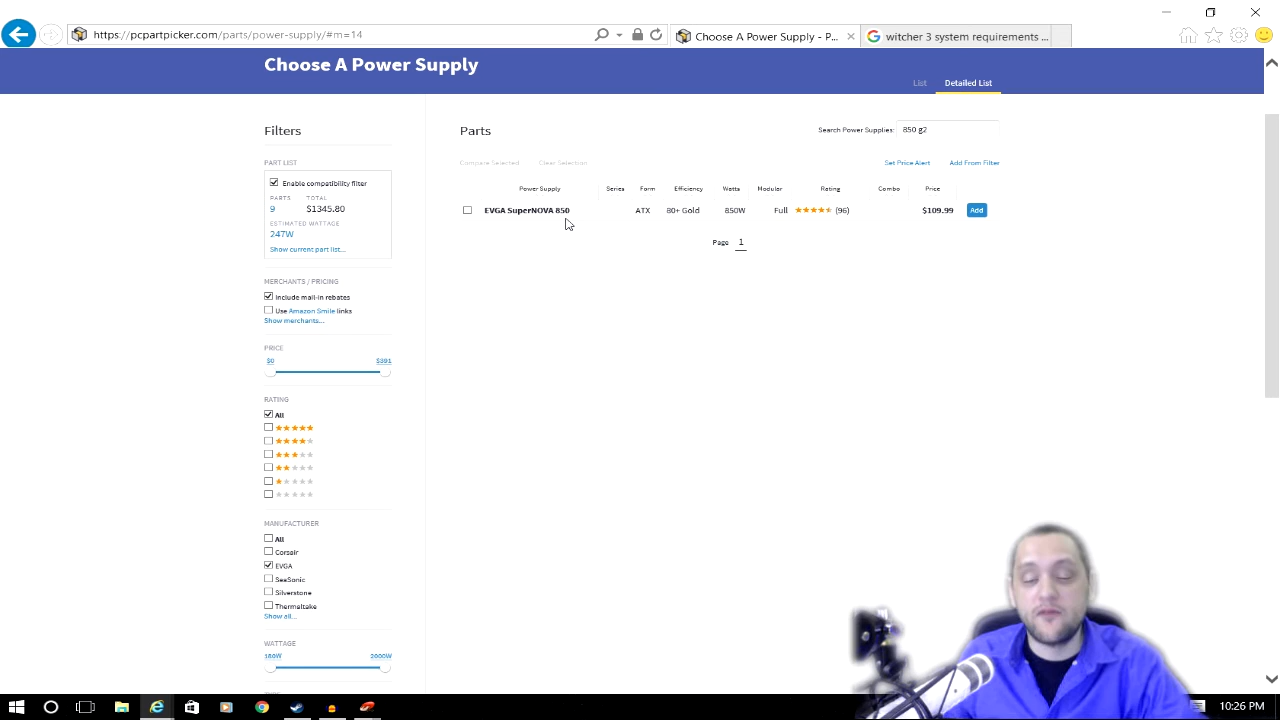 https://pcpartpicker.com/parts/power-supply/#m=14
Choose A Power Supply - P...
witcher 3 system requirements ...
Choose A Power Supply
List
Detailed List
Filters
PART LIST
Enable compatibility filter
PARTS TOTAL
9 $1345.80
ESTIMATED WATTAGE
247W
Show current part list...
MERCHANTS / PRICING
Include mail-in rebates
Use Amazon Smile links
Show merchants...
PRICE
$0 $391
RATING
All
MANUFACTURER
All
Corsair
EVGA
SeaSonic
Silverstone
Thermaltake
Show all...
WATTAGE
180W 2000W
Parts
Search Power Supplies: 850 g2
Compare Selected Clear Selection
Set Price Alert Add From Filter
Power Supply Series Form Efficiency Watts Modular Rating Combo Price
EVGA SuperNOVA 850 ATX 80+ Gold 850W Full (96) $109.99 Add
Page 1
10:26 PM